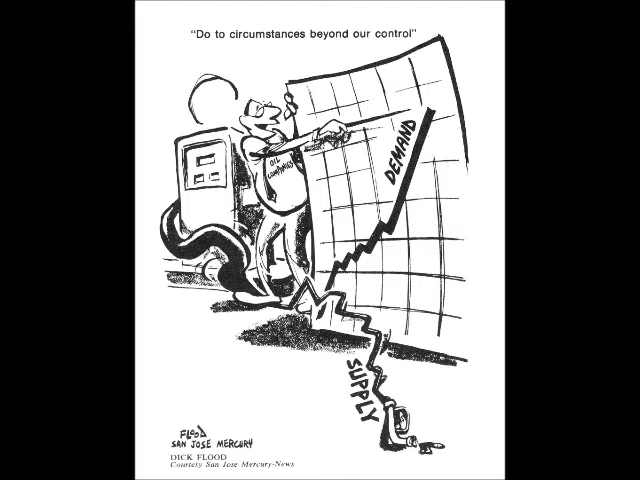 "Do to circumstances beyond our control"
OIL
COMPANIES
DEMAND
SUPPLY
FLOOD
SAN JOSE MERCURY
DICK FLOOD
Courtesy San Jose Mercury-News